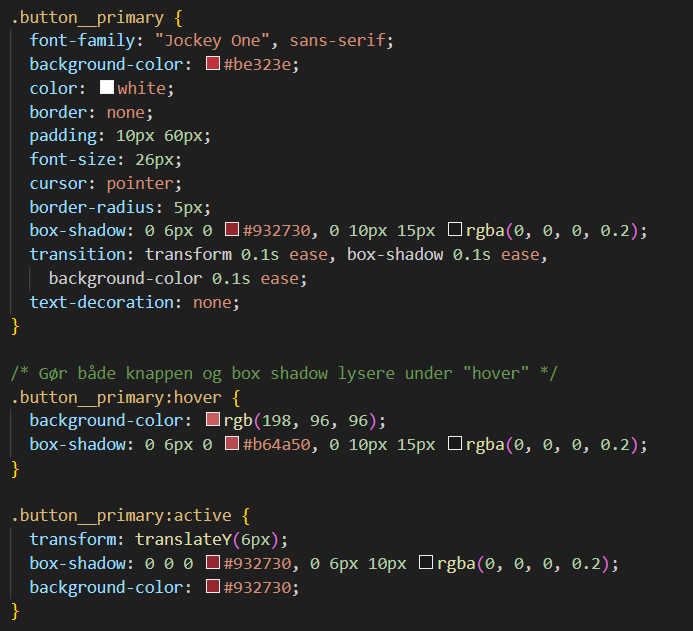 .button__primary {
  font-family: "Jockey One", sans-serif;
  background-color: #be323e;
  color: white;
  border: none;
  padding: 10px 60px;
  font-size: 26px;
  cursor: pointer;
  border-radius: 5px;
  box-shadow: 0 6px 0 #932730, 0 10px 15px rgba(0, 0, 0, 0.2);
  transition: transform 0.1s ease, box-shadow 0.1s ease,
    background-color 0.1s ease;
  text-decoration: none;
}

/* Gør både knappen og box shadow lysere under "hover" */
.button__primary:hover {
  background-color: rgb(198, 96, 96);
  box-shadow: 0 6px 0 #b64a50, 0 10px 15px rgba(0, 0, 0, 0.2);
}

.button__primary:active {
  transform: translateY(6px);
  box-shadow: 0 0 0 #932730, 0 6px 10px rgba(0, 0, 0, 0.2);
  background-color: #932730;
}